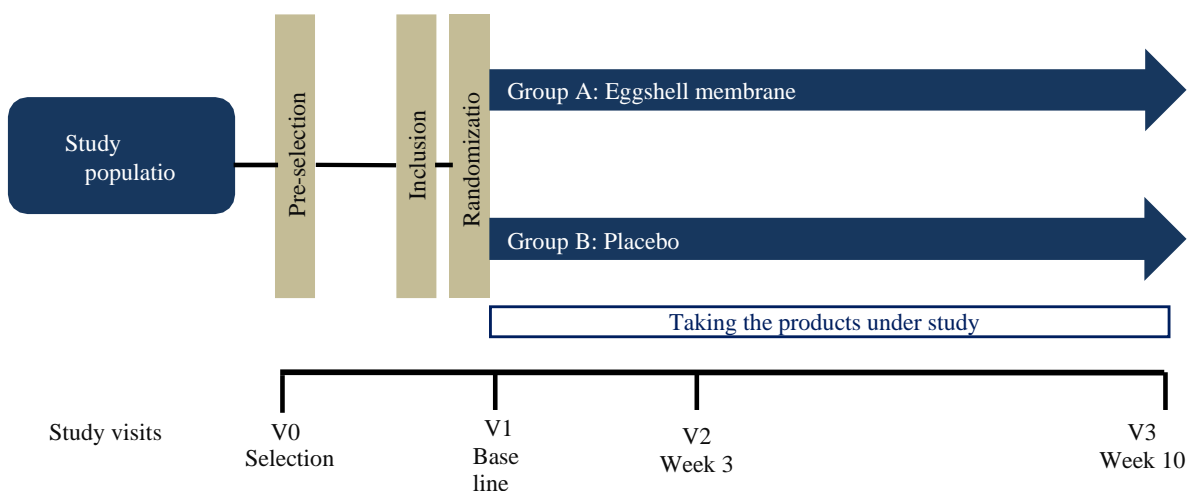 Study
populatio
Pre-selection
Inclusion
Randomizatio
Group A: Eggshell membrane
Group B: Placebo
Taking the products under study
Study visits
V0
Selection
V1
Base
line
V2
Week 3
V3
Week 10